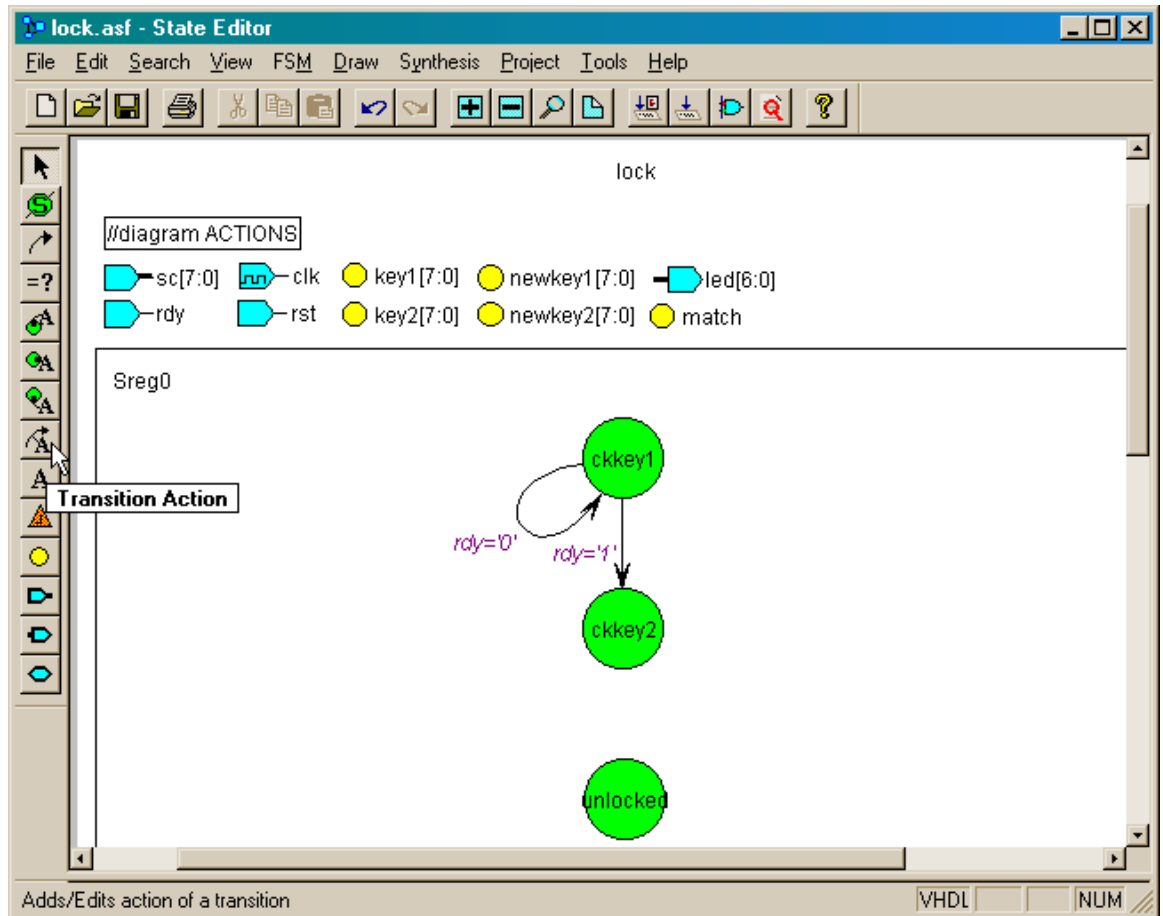 lock.asf - State Editor
File Edit Search View FSM Draw Synthesis Project Tools Help
lock
//diagram ACTIONS
sc[7:0] clk key1[7:0] newkey1[7:0] led[6:0]
rdy rst key2[7:0] newkey2[7:0] match
Sreg0
=?
A
A
A
A
A
Transition Action
ckkey1
rdy='0' rdy='1'
ckkey2
unlocked
Adds/Edits action of a transition VHDL NUM